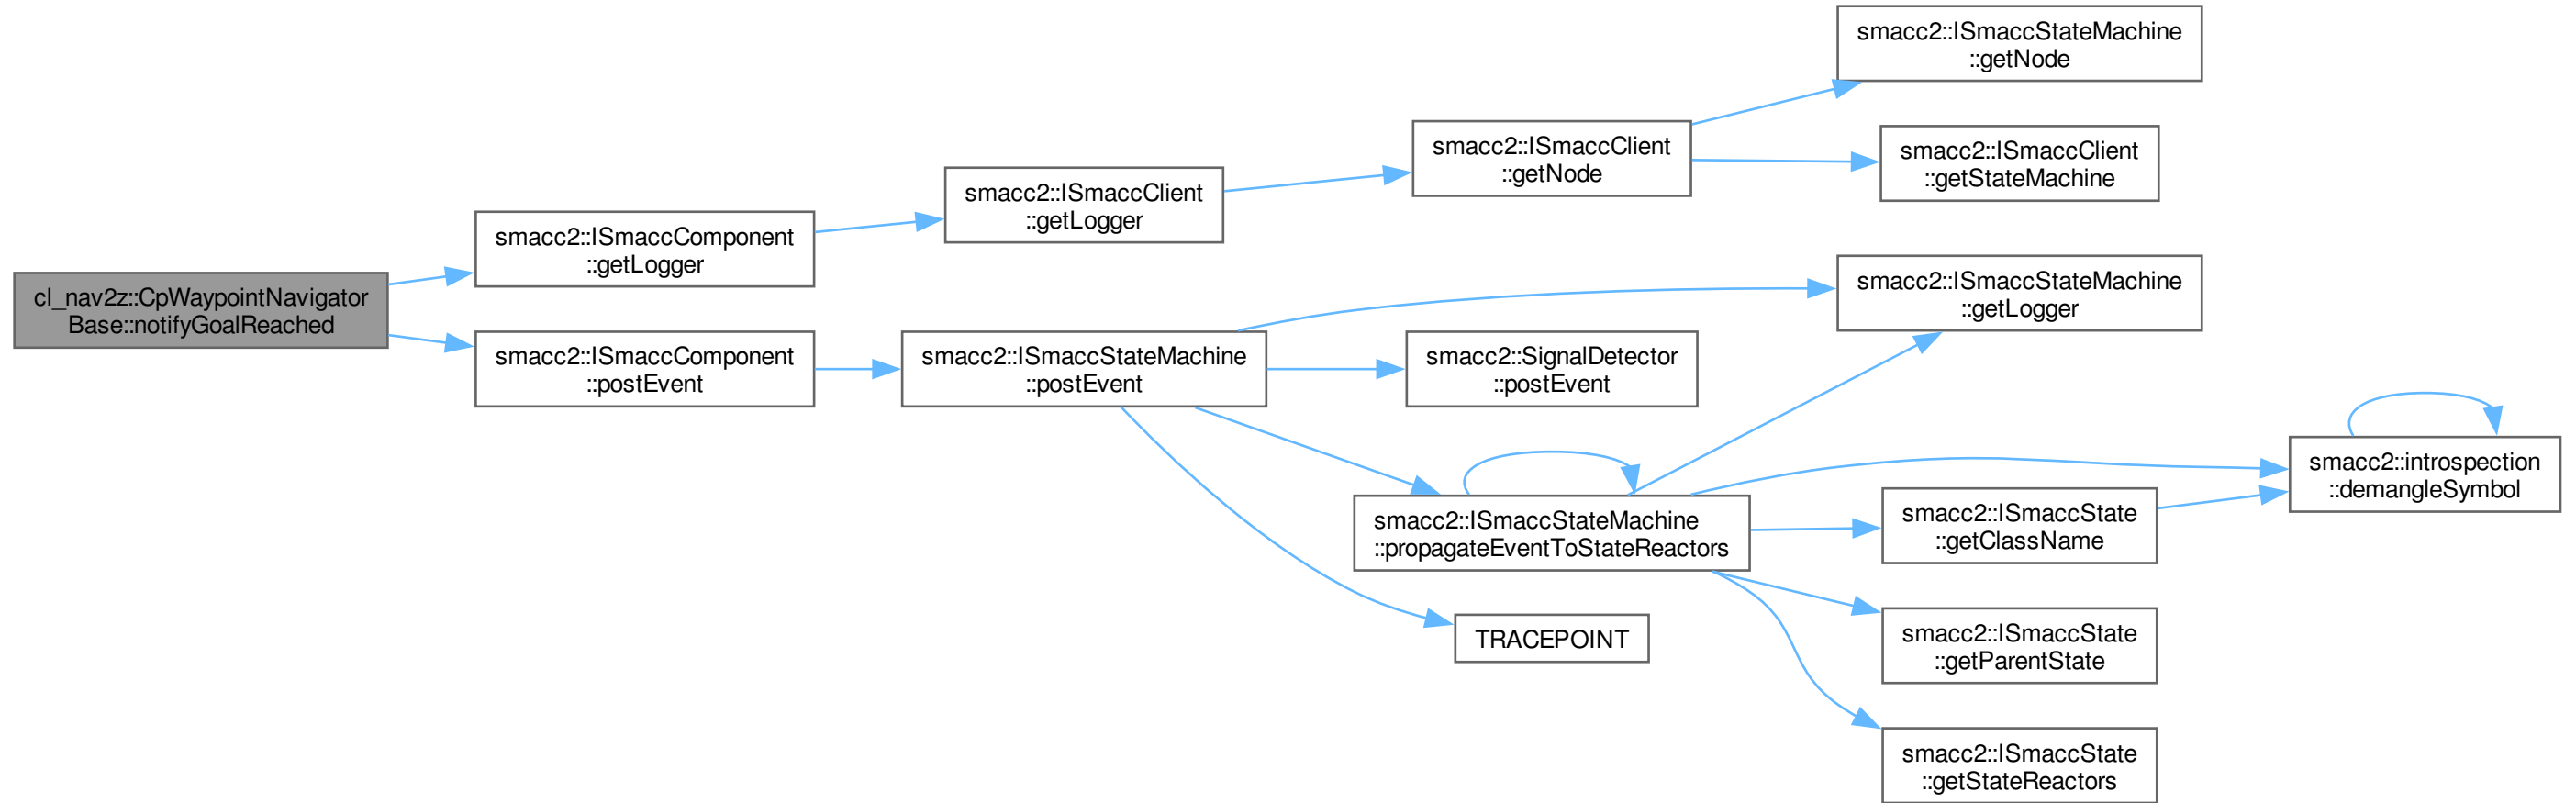 cl_nav2z::CpWaypointNavigator
Base::notifyGoalReached
smacc2::ISmaccComponent
::getLogger
smacc2::ISmaccClient
::getLogger
smacc2::ISmaccClient
::getNode
smacc2::ISmaccStateMachine
::getNode
smacc2::ISmaccClient
::getStateMachine
smacc2::ISmaccComponent
::postEvent
smacc2::ISmaccStateMachine
::postEvent
smacc2::ISmaccStateMachine
::getLogger
smacc2::SignalDetector
::postEvent
smacc2::ISmaccStateMachine
::propagateEventToStateReactors
smacc2::introspection
::demangleSymbol
smacc2::ISmaccState
::getClassName
smacc2::ISmaccState
::getParentState
smacc2::ISmaccState
::getStateReactors
TRACEPOINT